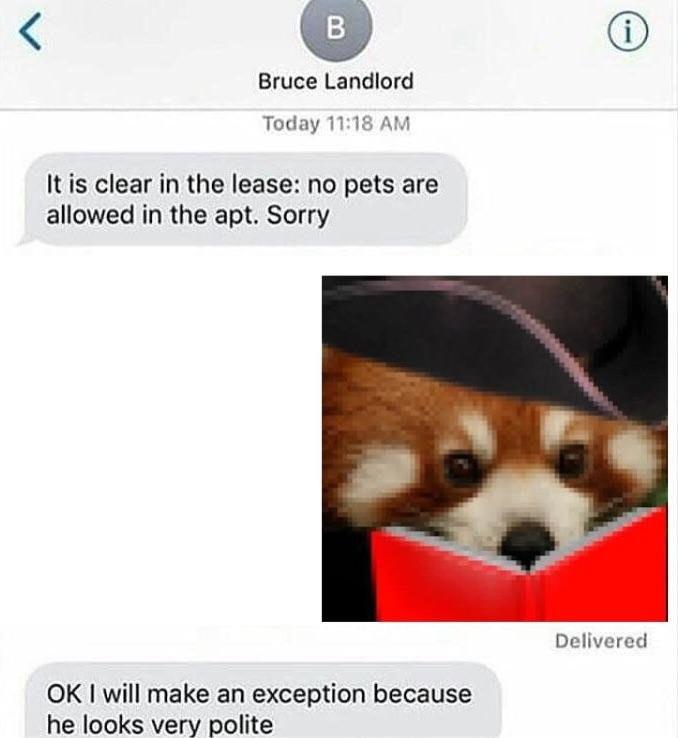 B
Bruce Landlord
Today 11:18 AM
It is clear in the lease: no pets are
allowed in the apt. Sorry
Delivered
OK I will make an exception because
he looks very polite